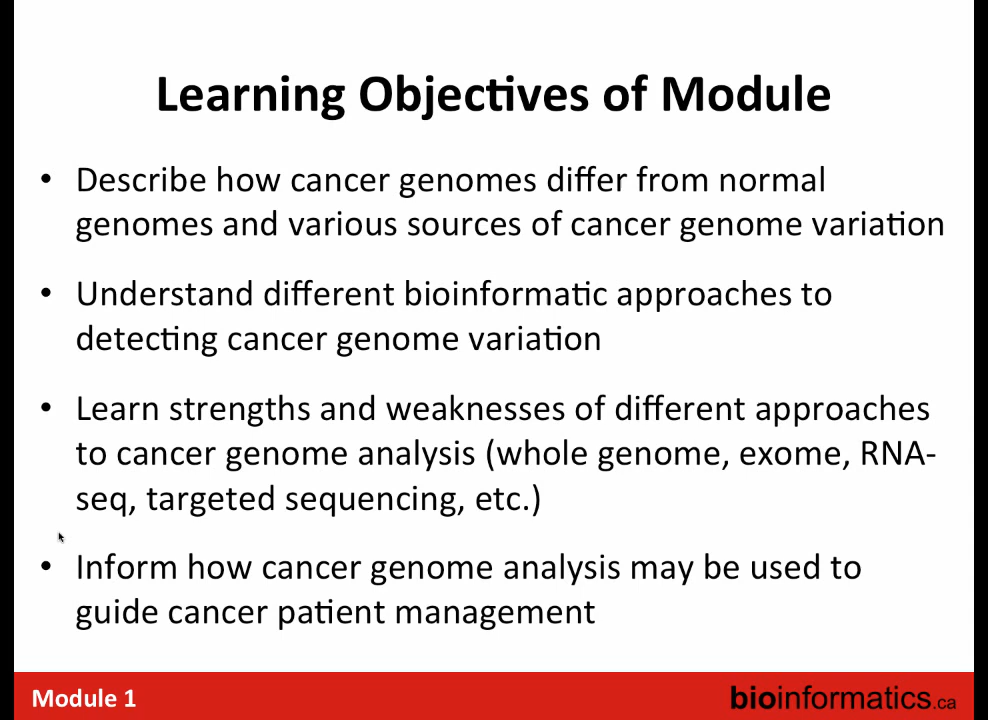 Learning Objectives of Module
• Describe how cancer genomes differ from normal
genomes and various sources of cancer genome variation
• Understand different bioinformatic approaches to
detecting cancer genome variation
• Learn strengths and weaknesses of different approaches
to cancer genome analysis (whole genome, exome, RNA-
seq, targeted sequencing, etc.)
• Inform how cancer genome analysis may be used to
guide cancer patient management
Module 1
bioinformatics.ca